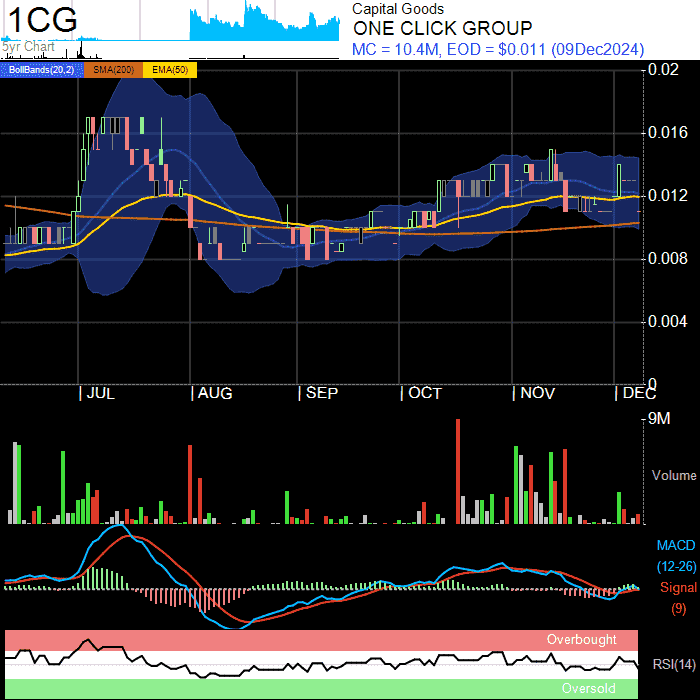 1CG
5yr Chart
Capital Goods
ONE CLICK GROUP
MC = 10.4M, EOD = $0.011 (09Dec2024)
BollBands(20,2) SMA(200) EMA(50)
0.02
0.016
0.012
0.008
0.004
0
JUL AUG SEP OCT NOV DEC
9M
Volume
MACD
(12-26)
Signal
(9)
Overbought
RSI(14)
Oversold